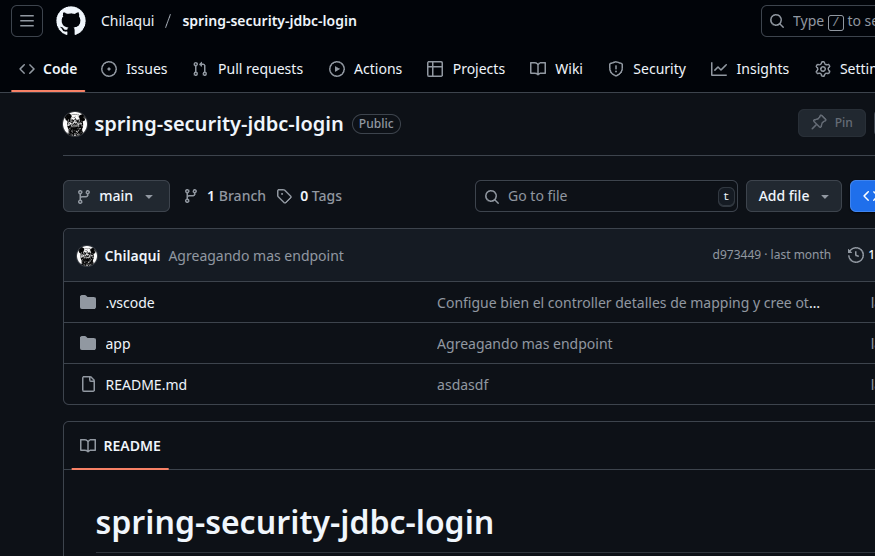 Chilaqui / spring-security-jdbc-login
Type / to se
Code Issues Pull requests Actions Projects Wiki Security Insights Settin
spring-security-jdbc-login Public Pin
main 1 Branch 0 Tags Go to file t Add file
Chilaqui Agreagando mas endpoint d973449 · last month 1
.vscode Configue bien el controller detalles de mapping y cree ot... l
app Agreagando mas endpoint l
README.md asdasdf l
README
spring-security-jdbc-login